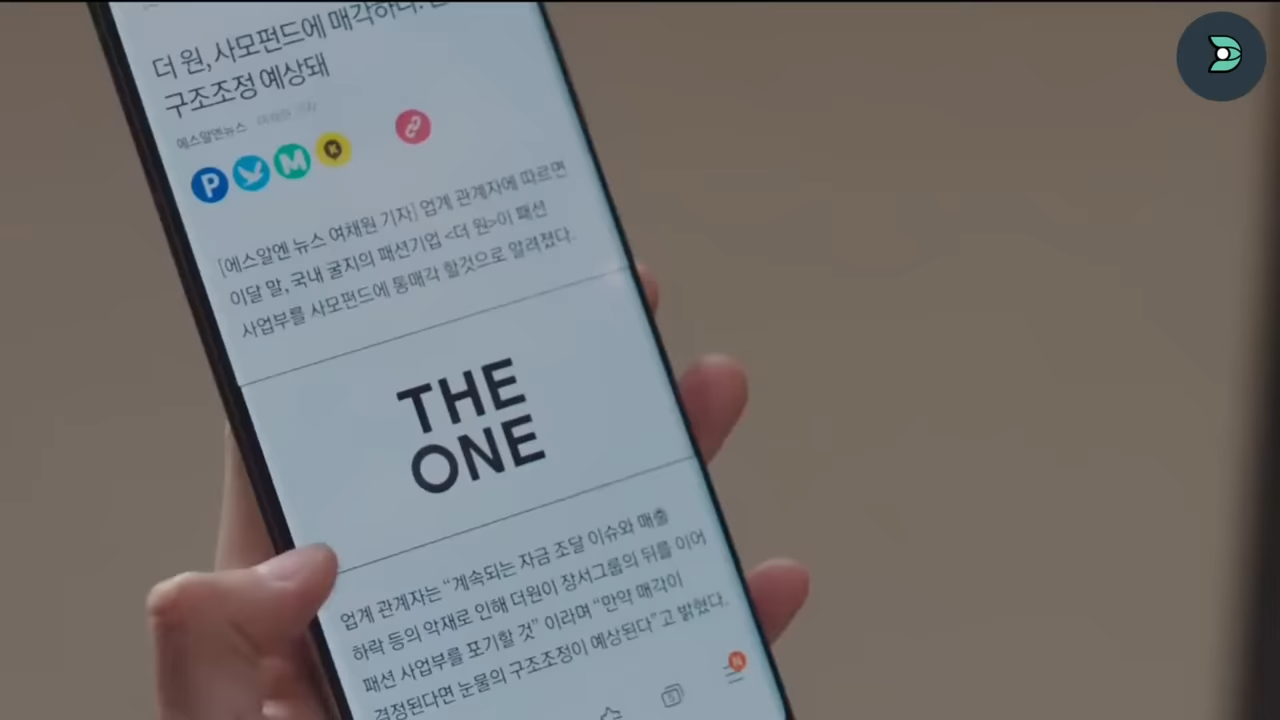 더 원, 사모펀드에 매각하나.
구조조정 예상돼
에스알엔뉴스
[에스알엔 뉴스 여채원 기자] 업계 관계자에 따르면
이달 말, 국내 굴지의 패션기업 <더 원>이 패션
사업부를 사모펀드에 통매각 할것으로 알려졌다.
THE
ONE
업계 관계자는 “계속되는 자금 조달 이슈와 매출
하락 등의 악재로 인해 더원이 장서그룹의 뒤를 이어
패션 사업부를 포기할 것” 이라며 “만약 매각이
결정된다면 눈물의 구조조정이 예상된다”고 밝혔다.